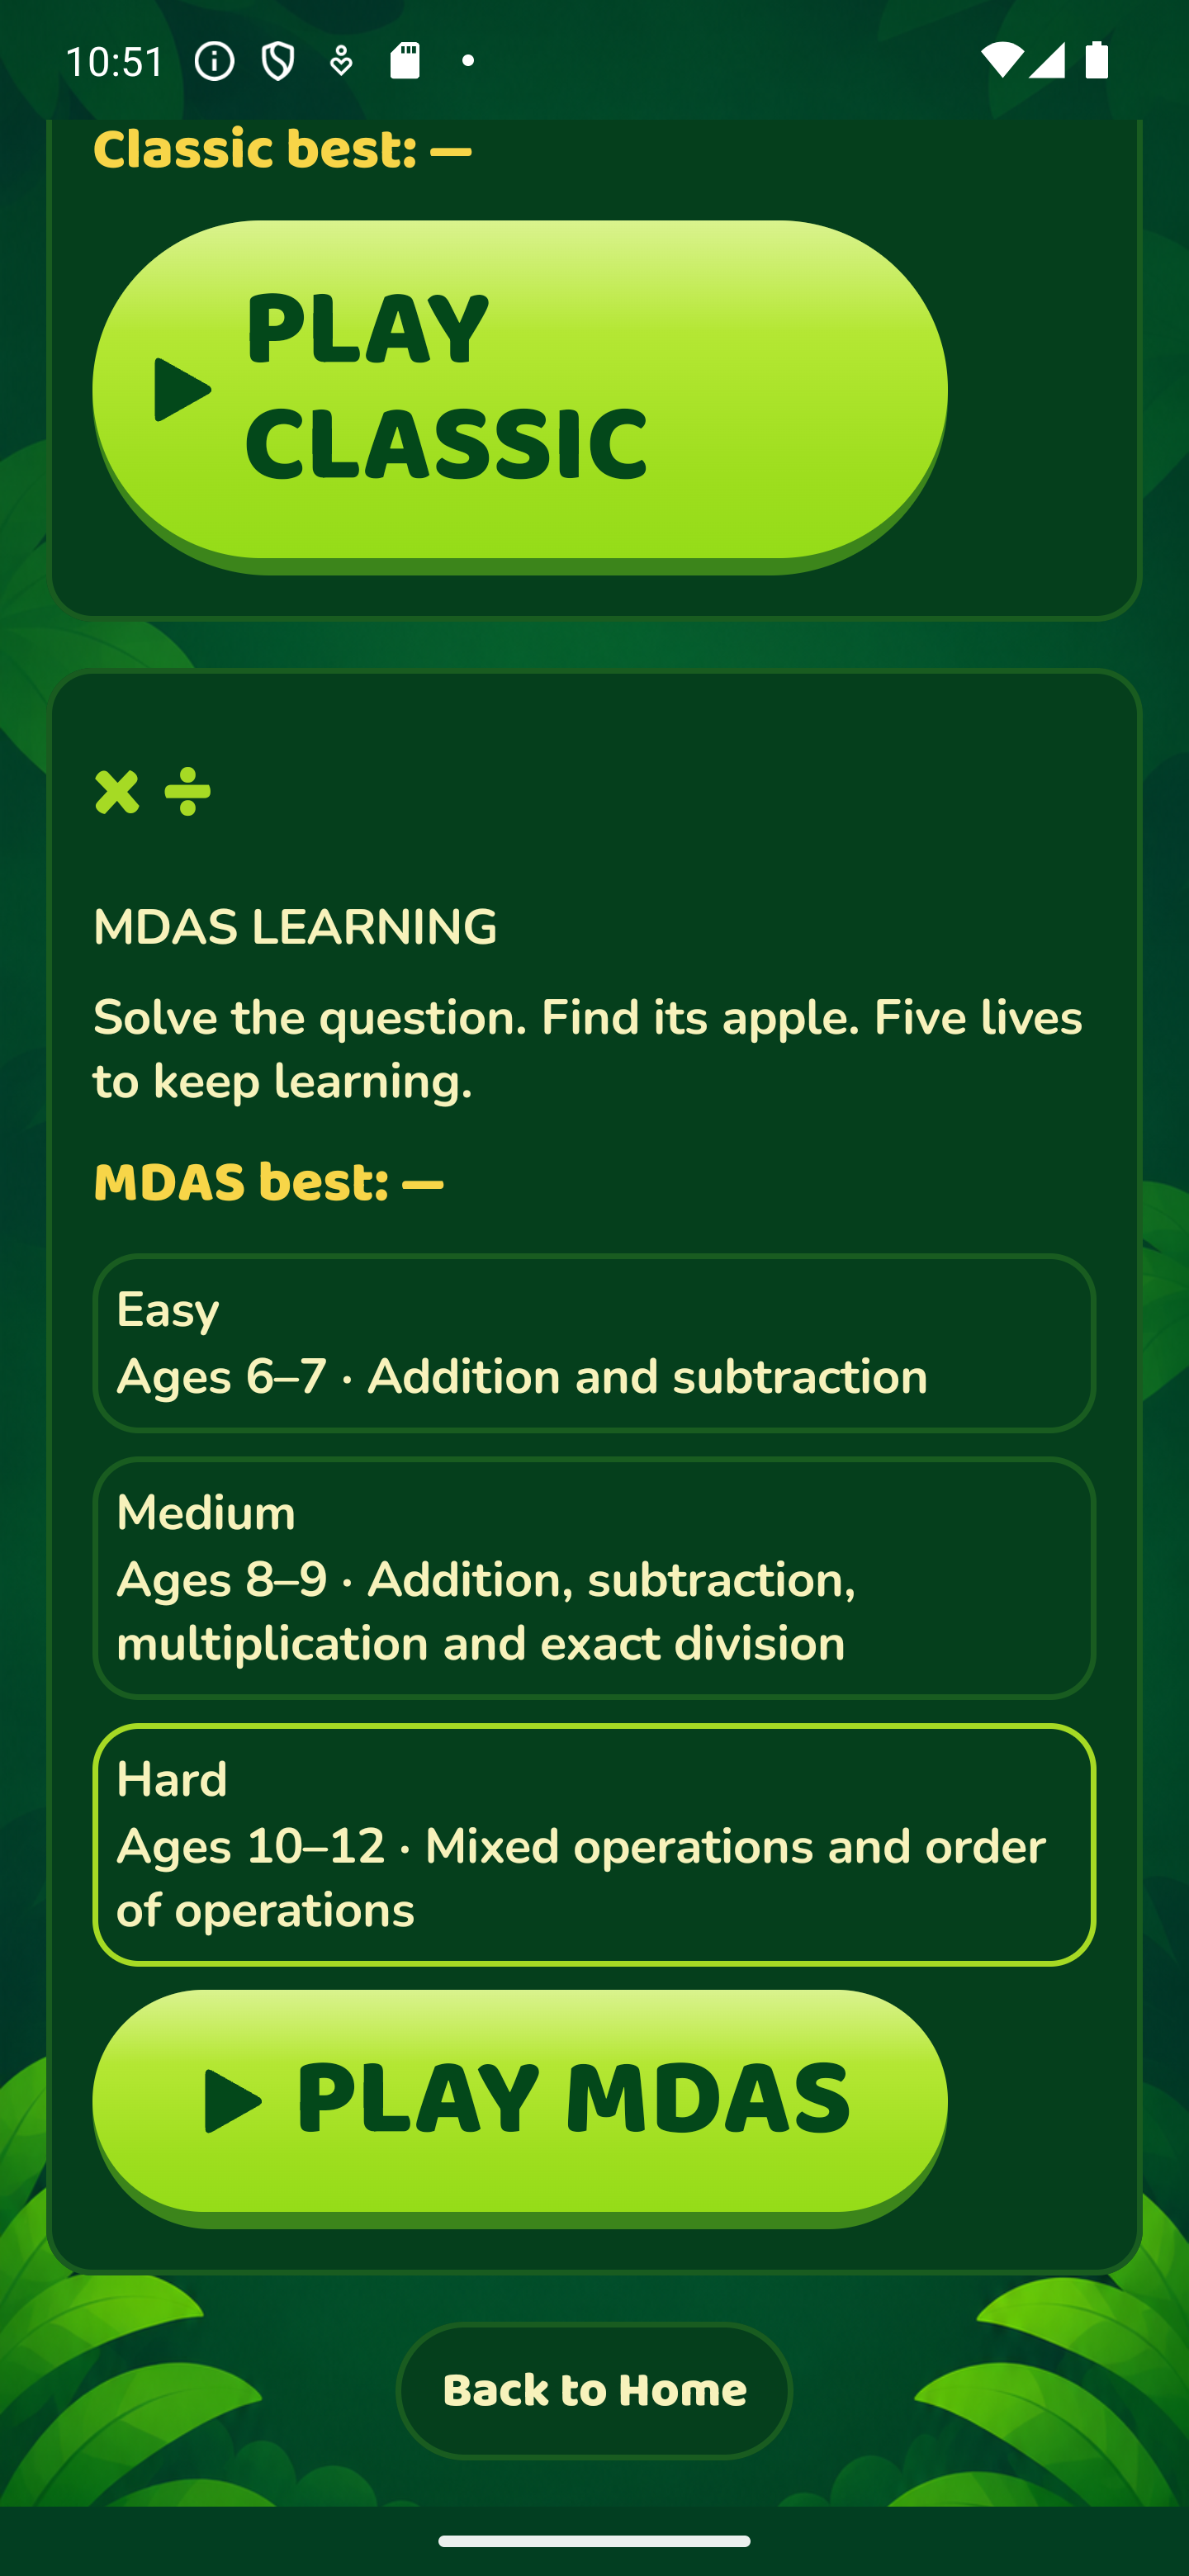 10:51
Classic best: —
PLAY
CLASSIC
× ÷
MDAS LEARNING
Solve the question. Find its apple. Five lives
to keep learning.
MDAS best: —
Easy
Ages 6–7 · Addition and subtraction
Medium
Ages 8–9 · Addition, subtraction,
multiplication and exact division
Hard
Ages 10–12 · Mixed operations and order
of operations
PLAY MDAS
Back to Home